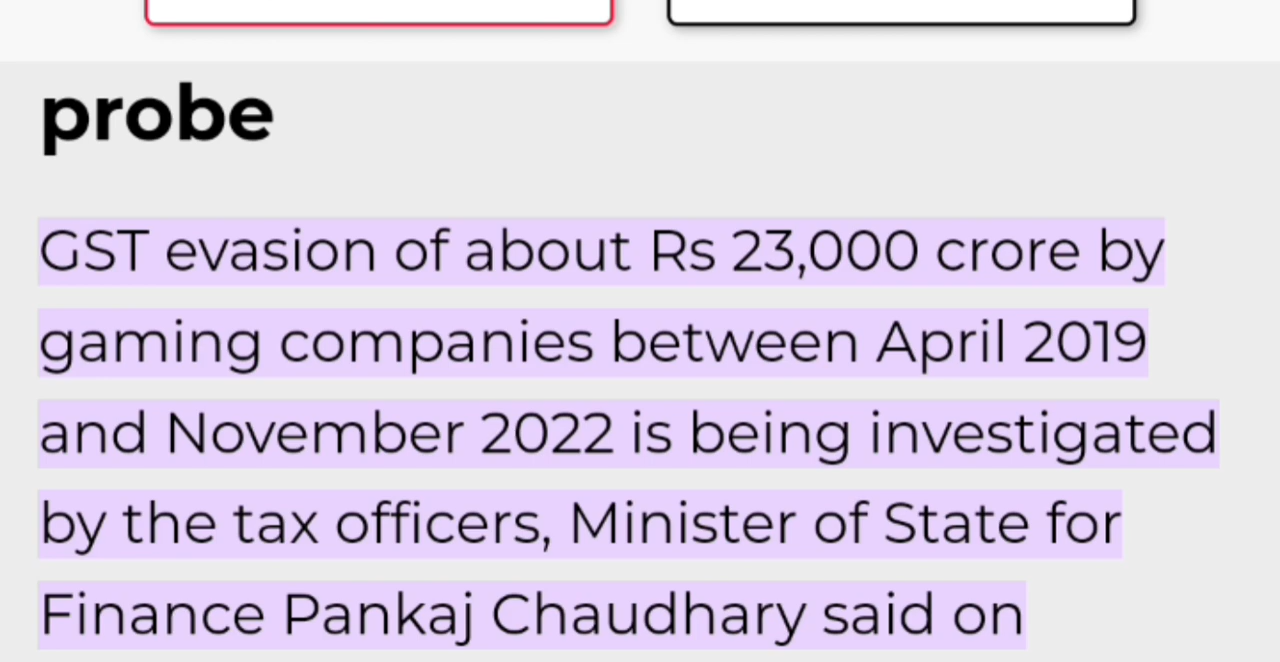 probe
GST evasion of about Rs 23,000 crore by
gaming companies between April 2019
and November 2022 is being investigated
by the tax officers, Minister of State for
Finance Pankaj Chaudhary said on